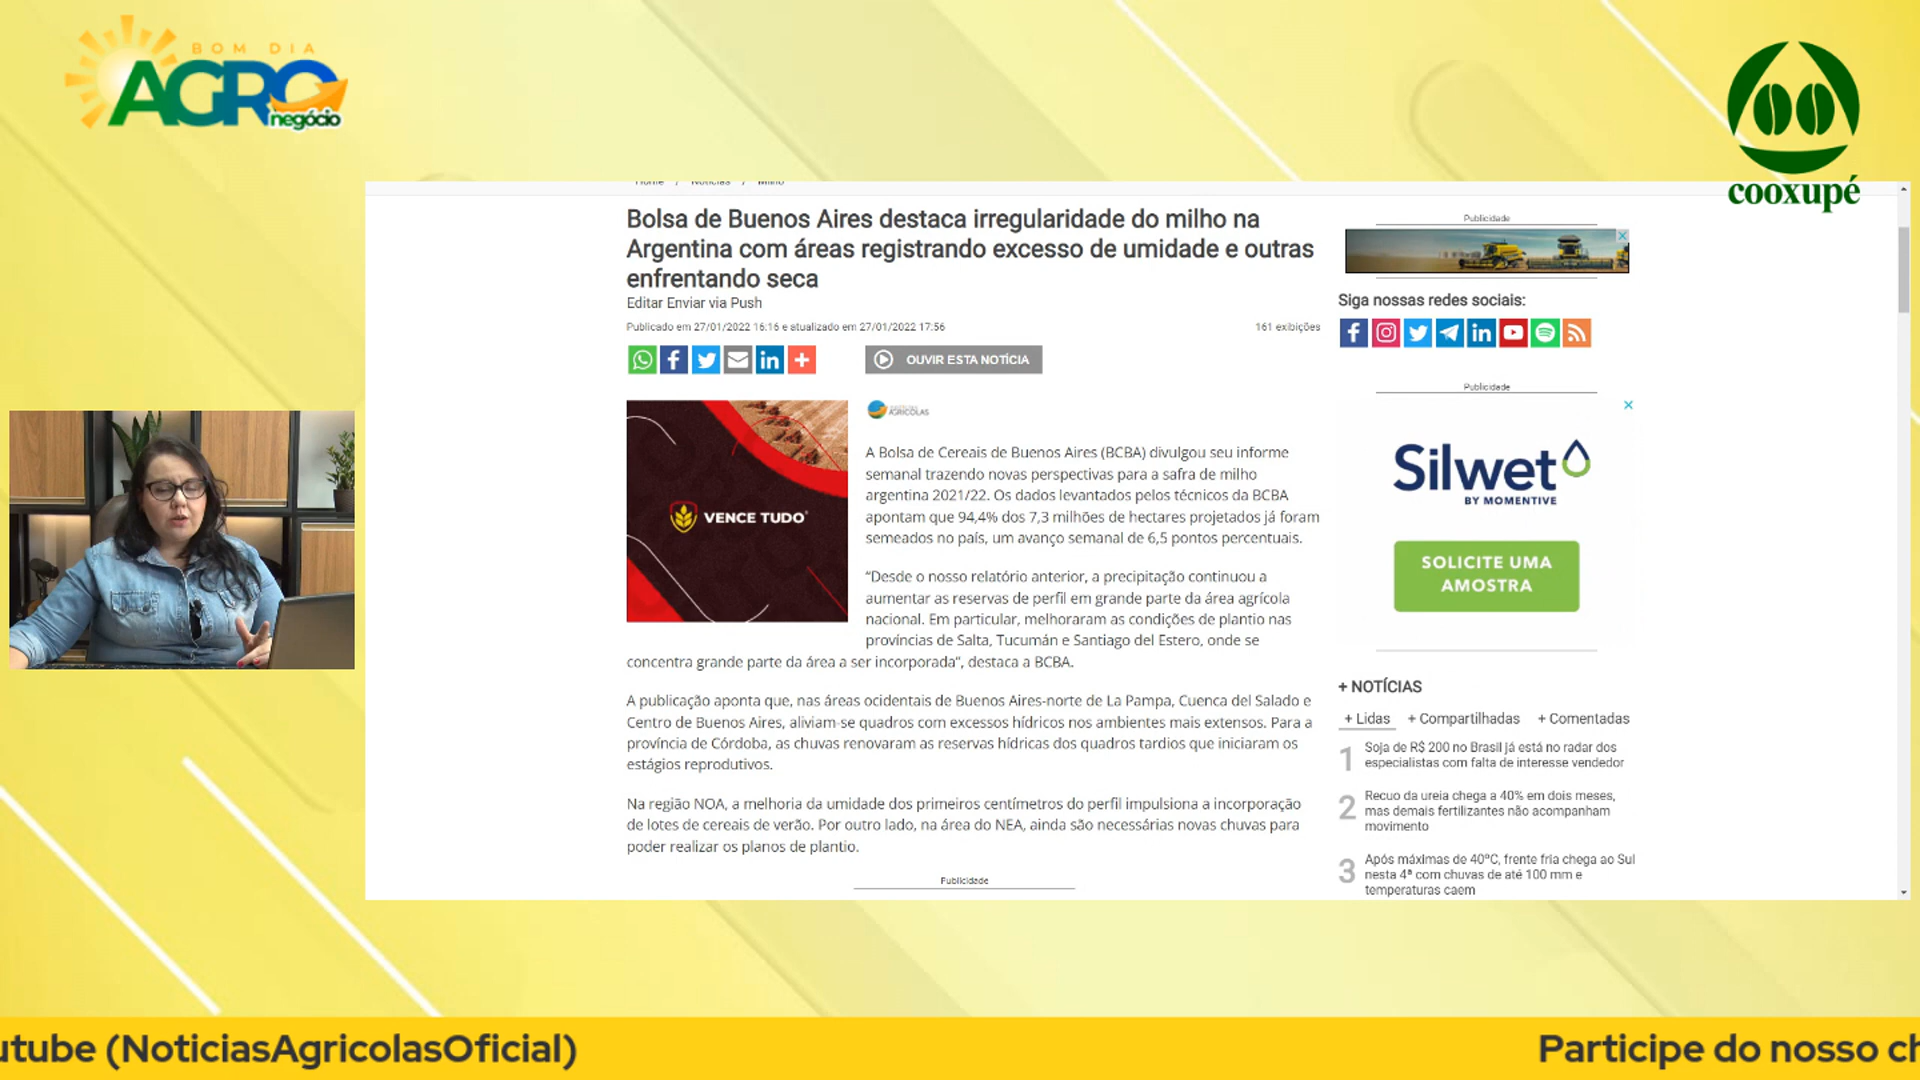 BOM DIA
AGRO
negócio
cooxupé
Home / Notícias / Milho
Bolsa de Buenos Aires destaca irregularidade do milho na
Argentina com áreas registrando excesso de umidade e outras
enfrentando seca
Editar Enviar via Push
Publicado em 27/01/2022 16:16 e atualizado em 27/01/2022 17:56
161 exibições
OUVIR ESTA NOTÍCIA
VENCE TUDO
AGRÍCOLAS
A Bolsa de Cereais de Buenos Aires (BCBA) divulgou seu informe
semanal trazendo novas perspectivas para a safra de milho
argentina 2021/22. Os dados levantados pelos técnicos da BCBA
apontam que 94,4% dos 7,3 milhões de hectares projetados já foram
semeados no país, um avanço semanal de 6,5 pontos percentuais.
“Desde o nosso relatório anterior, a precipitação continuou a
aumentar as reservas de perfil em grande parte da área agrícola
nacional. Em particular, melhoraram as condições de plantio nas
províncias de Salta, Tucumán e Santiago del Estero, onde se
concentra grande parte da área a ser incorporada”, destaca a BCBA.
A publicação aponta que, nas áreas ocidentais de Buenos Aires-norte de La Pampa, Cuenca del Salado e
Centro de Buenos Aires, aliviam-se quadros com excessos hídricos nos ambientes mais extensos. Para a
província de Córdoba, as chuvas renovaram as reservas hídricas dos quadros tardios que iniciaram os
estágios reprodutivos.
Na região NOA, a melhoria da umidade dos primeiros centímetros do perfil impulsiona a incorporação
de lotes de cereais de verão. Por outro lado, na área do NEA, ainda são necessárias novas chuvas para
poder realizar os planos de plantio.
Publicidade
Publicidade
Siga nossas redes sociais:
Publicidade
Silwet
BY MOMENTIVE
SOLICITE UMA
AMOSTRA
+ NOTÍCIAS
+ Lidas + Compartilhadas + Comentadas
1 Soja de R$ 200 no Brasil já está no radar dos
especialistas com falta de interesse vendedor
2 Recuo da ureia chega a 40% em dois meses,
mas demais fertilizantes não acompanham
movimento
3 Após máximas de 40ºC, frente fria chega ao Sul
nesta 4ª com chuvas de até 100 mm e
temperaturas caem
utube (NoticiasAgricolasOficial)
Participe do nosso ch